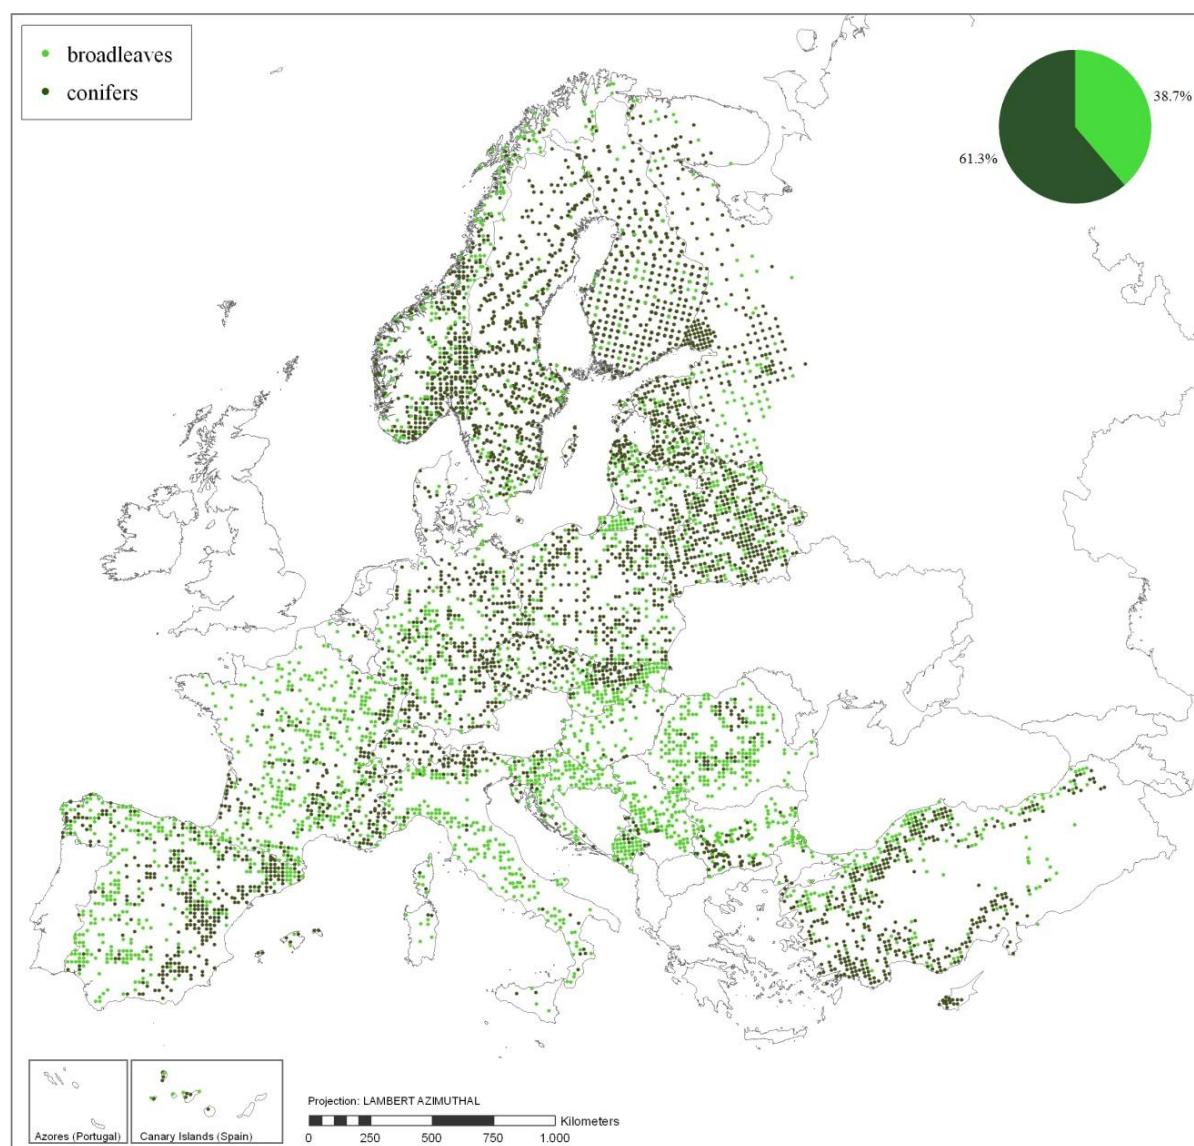 broadleaves
conifers
38.7%
61.3%
Projection: LAMBERT AZIMUTHAL
Kilometers
0 250 500 750 1.000
Azores (Portugal)
Canary Islands (Spain)